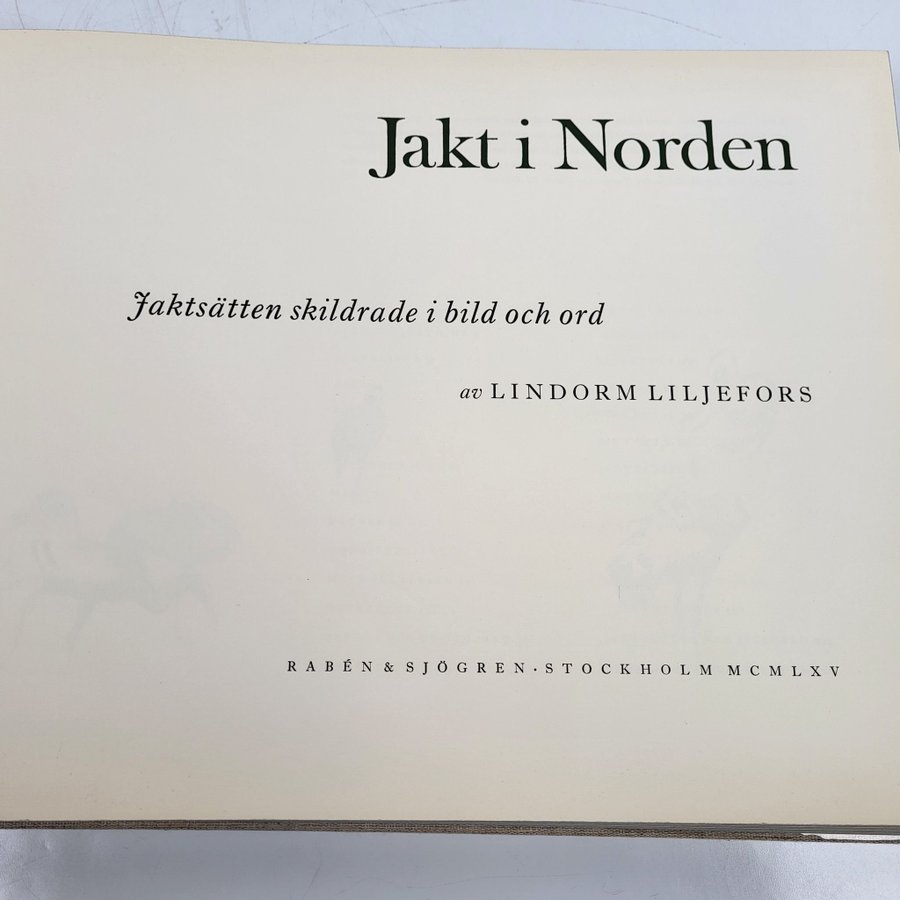 Jakt i Norden
Jaktsätten skildrade i bild och ord
av LINDORM LILJEFORS
RABÉN & SJÖGREN · STOCKHOLM MCMLXV